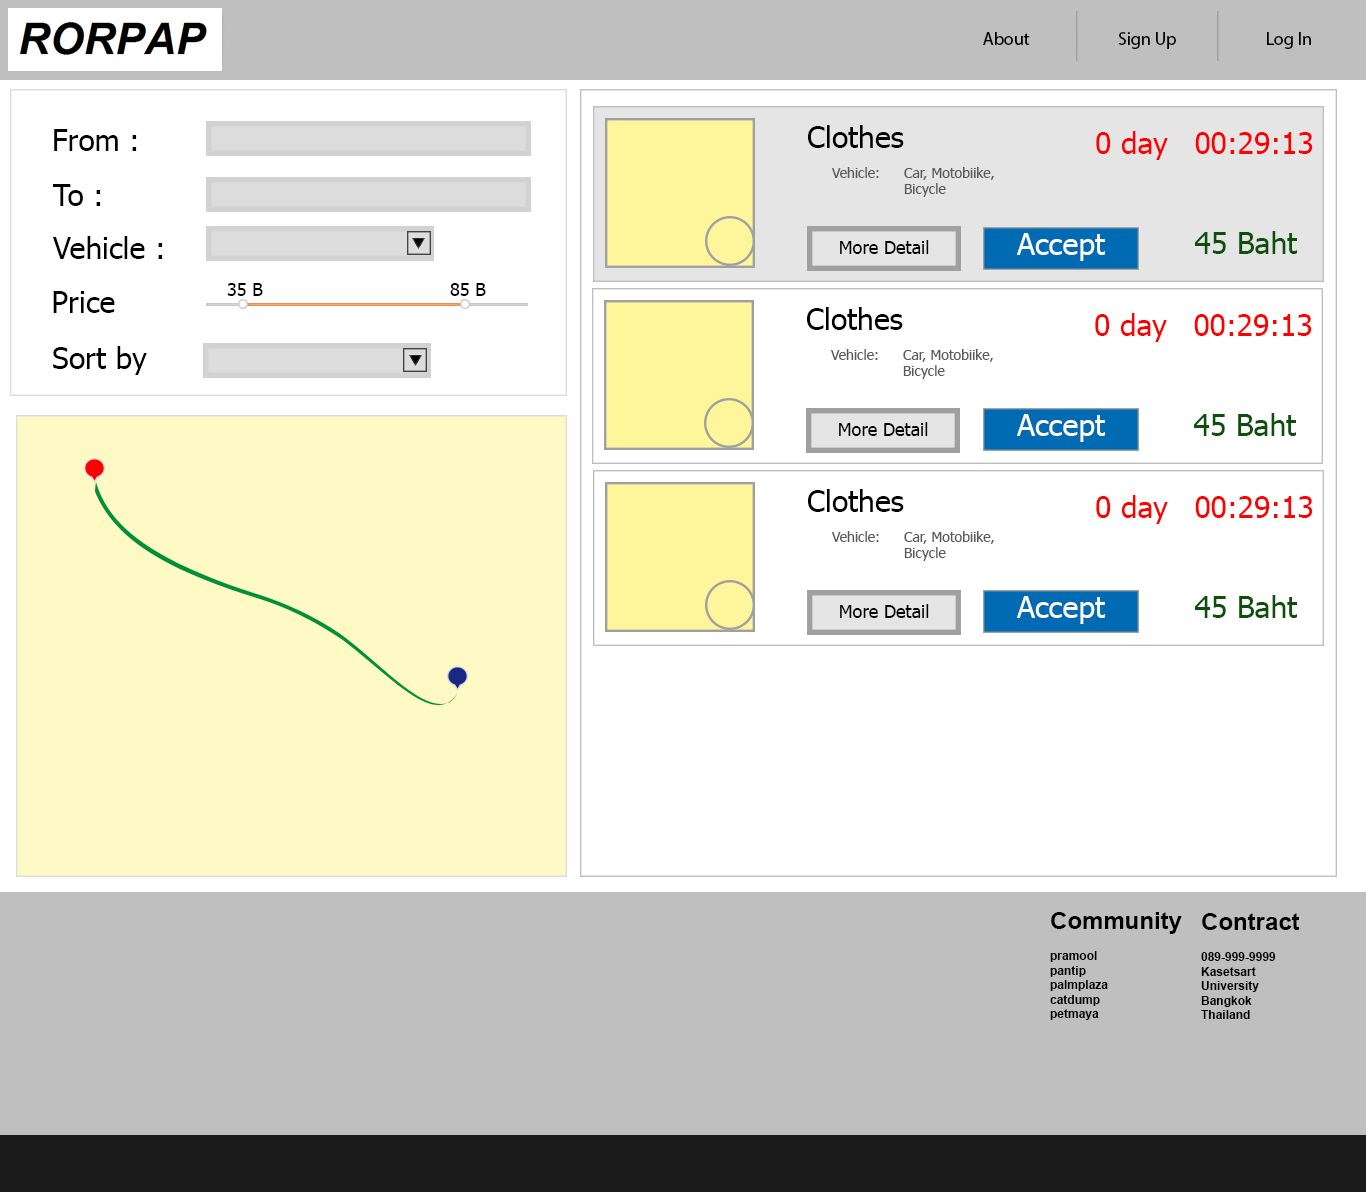 RORPAP
About
Sign Up
Log In
From :
To :
Vehicle :
Price
35 B
85 B
Sort by
Clothes
0 day 00:29:13
Vehicle: Car, Motobiike,
Bicycle
More Detail
Accept
45 Baht
Clothes
0 day 00:29:13
Vehicle: Car, Motobiike,
Bicycle
More Detail
Accept
45 Baht
Clothes
0 day 00:29:13
Vehicle: Car, Motobiike,
Bicycle
More Detail
Accept
45 Baht
Community
pramool
pantip
palmplaza
catdump
petmaya
Contract
089-999-9999
Kasetsart
University
Bangkok
Thailand